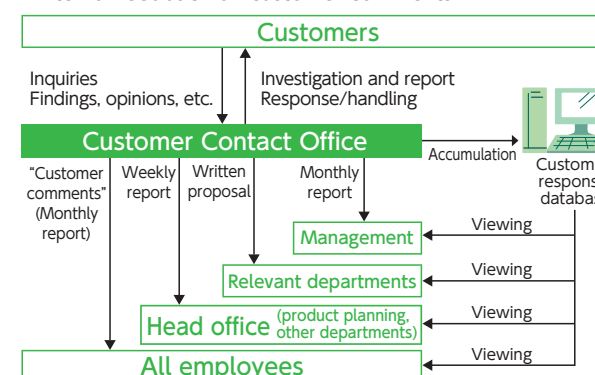 Customers
Inquiries
Findings, opinions, etc.
Investigation and report
Response/handling
Customer Contact Office
Accumulation
"Customer
comments"
(Monthly
report)
Weekly
report
Written
proposal
Monthly
report
Management
Viewing
Relevant departments
Viewing
Head office (product planning,
other departments)
Viewing
All employees
Viewing